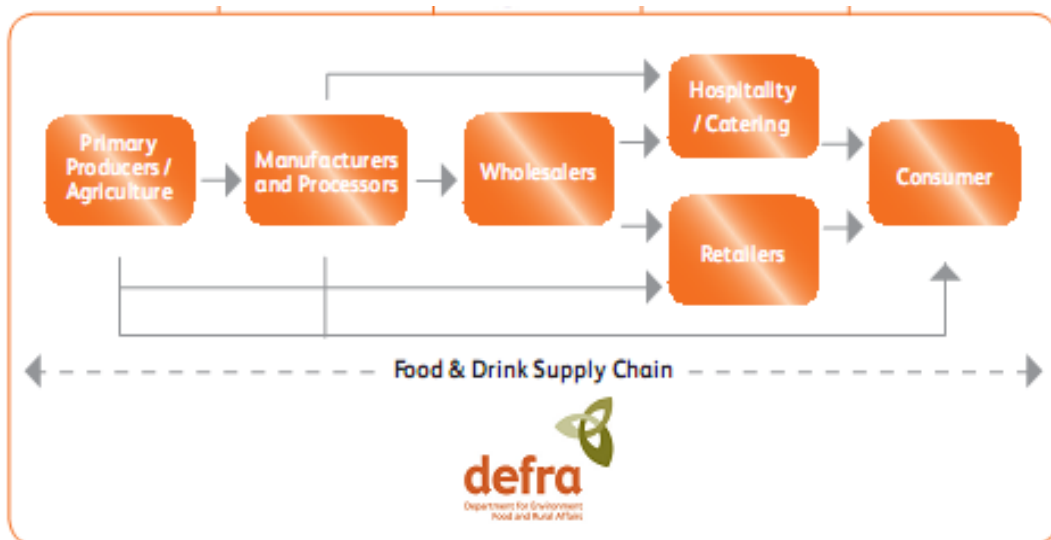 Primary
Producers /
Agriculture
Manufacturers
and Processors
Wholesalers
Hospitality
/ Catering
Retailers
Consumer
Food & Drink Supply Chain
defra
Department for Environment
Food and Rural Affairs